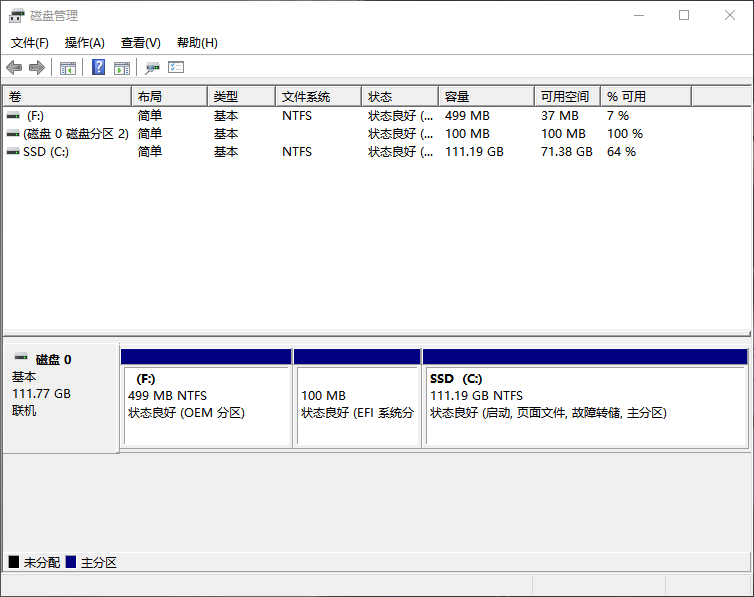 磁盘管理
文件(F) 操作(A) 查看(V) 帮助(H)
卷 布局 类型 文件系统 状态 容量 可用空间 % 可用
(F:) 简单 基本 NTFS 状态良好 (... 499 MB 37 MB 7 %
(磁盘 0 磁盘分区 2) 简单 基本 状态良好 (... 100 MB 100 MB 100 %
SSD (C:) 简单 基本 NTFS 状态良好 (... 111.19 GB 71.38 GB 64 %
磁盘 0
基本
111.77 GB
联机
(F:)
499 MB NTFS
状态良好 (OEM 分区)
100 MB
状态良好 (EFI 系统分
SSD (C:)
111.19 GB NTFS
状态良好 (启动, 页面文件, 故障转储, 主分区)
未分配 主分区